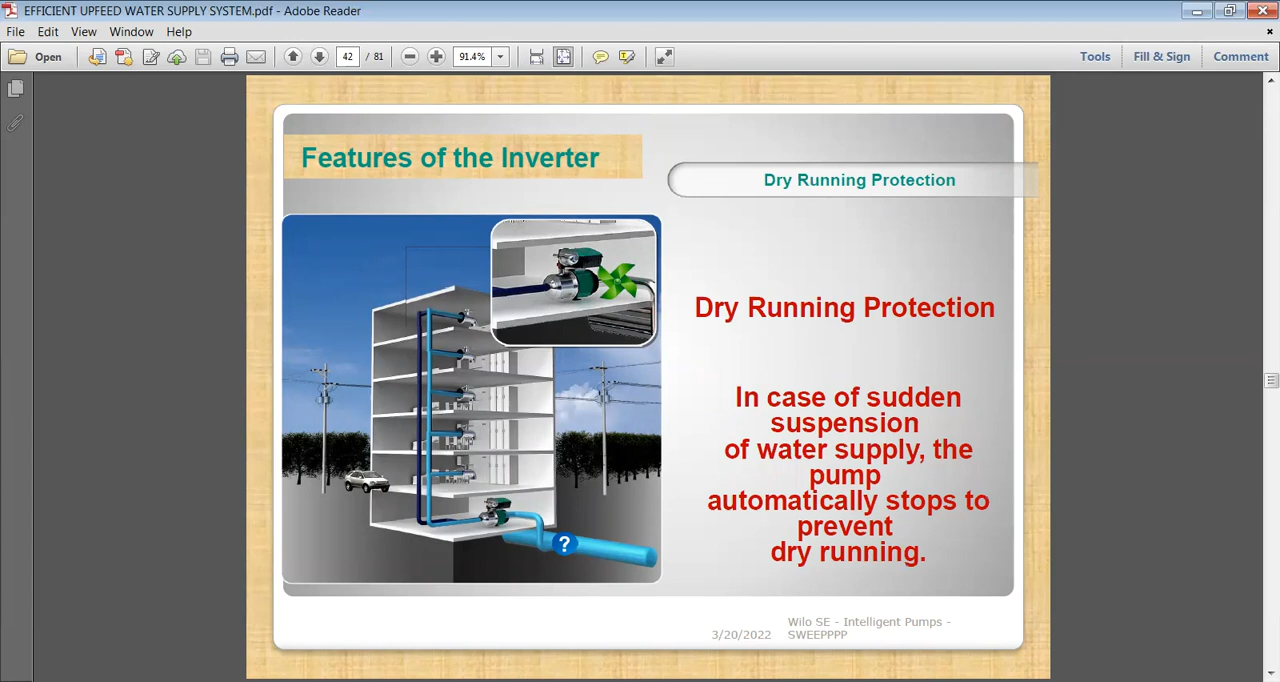 EFFICIENT UPFEED WATER SUPPLY SYSTEM.pdf - Adobe Reader
File Edit View Window Help
Open 42 / 81 91.4% Tools Fill & Sign Comment
Features of the Inverter
Dry Running Protection
Dry Running Protection
In case of sudden
suspension
of water supply, the
pump
automatically stops to
prevent
dry running.
?
3/20/2022
Wilo SE - Intelligent Pumps -
SWEEPPPP